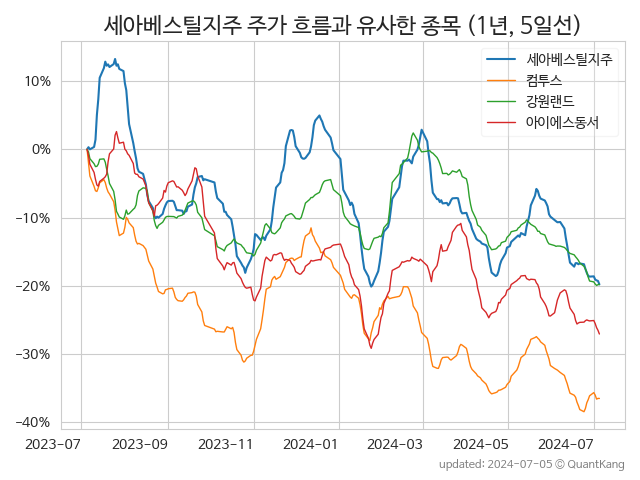 세아베스틸지주 주가 흐름과 유사한 종목 (1년, 5일선)
세아베스틸지주
컴투스
강원랜드
아이에스동서
10%
0%
−10%
−20%
−30%
−40%
2023-07 2023-09 2023-11 2024-01 2024-03 2024-05 2024-07
updated: 2024-07-05 © QuantKang